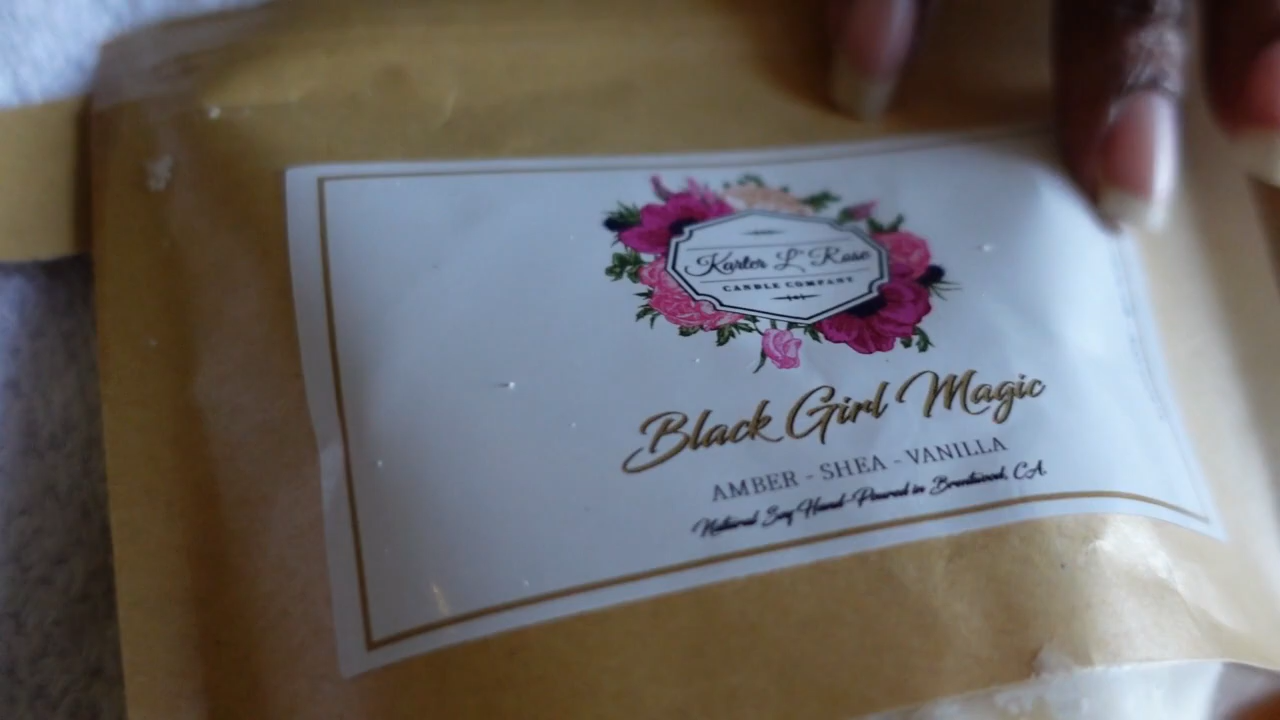 Karter L' Rose
CANDLE COMPANY
Black Girl Magic
AMBER - SHEA - VANILLA
Natural Soy Hand-Poured in Brentwood, CA.